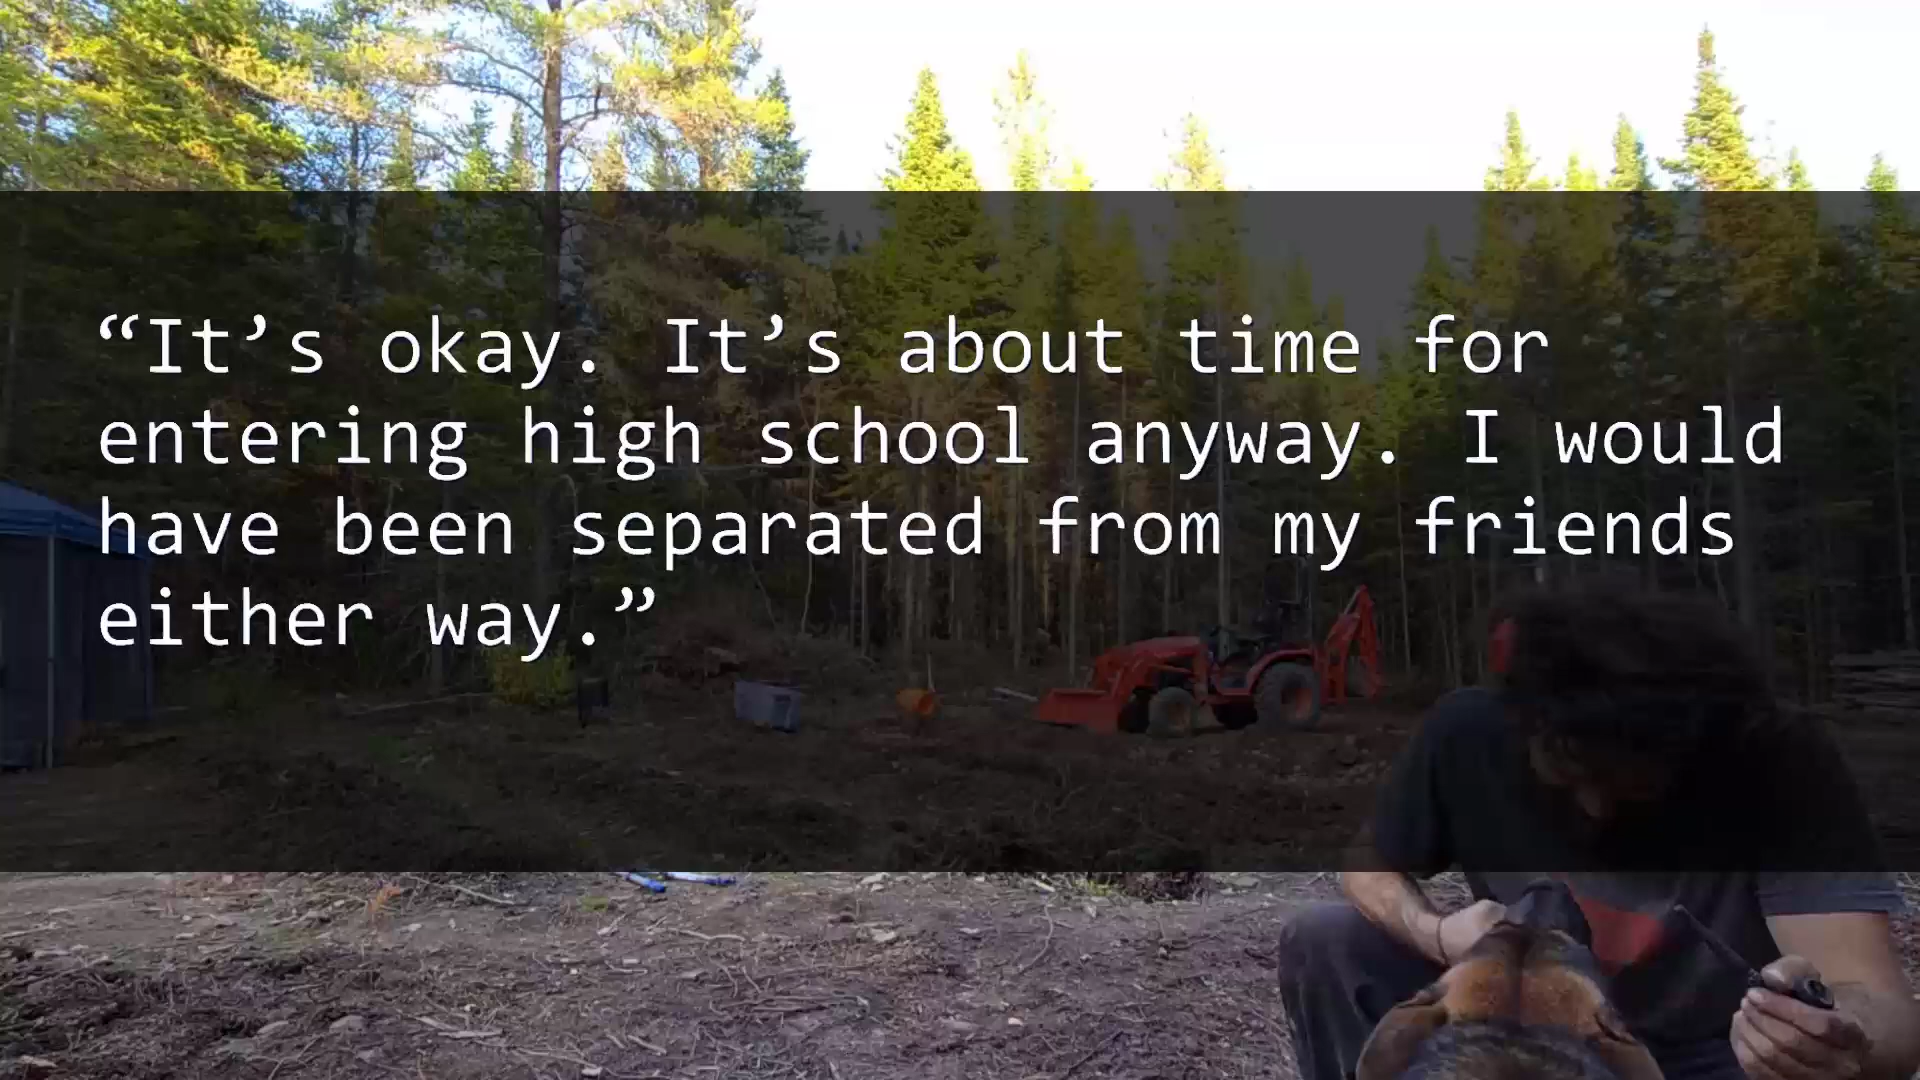 “It’s okay. It’s about time for
entering high school anyway. I would
have been separated from my friends
either way.”